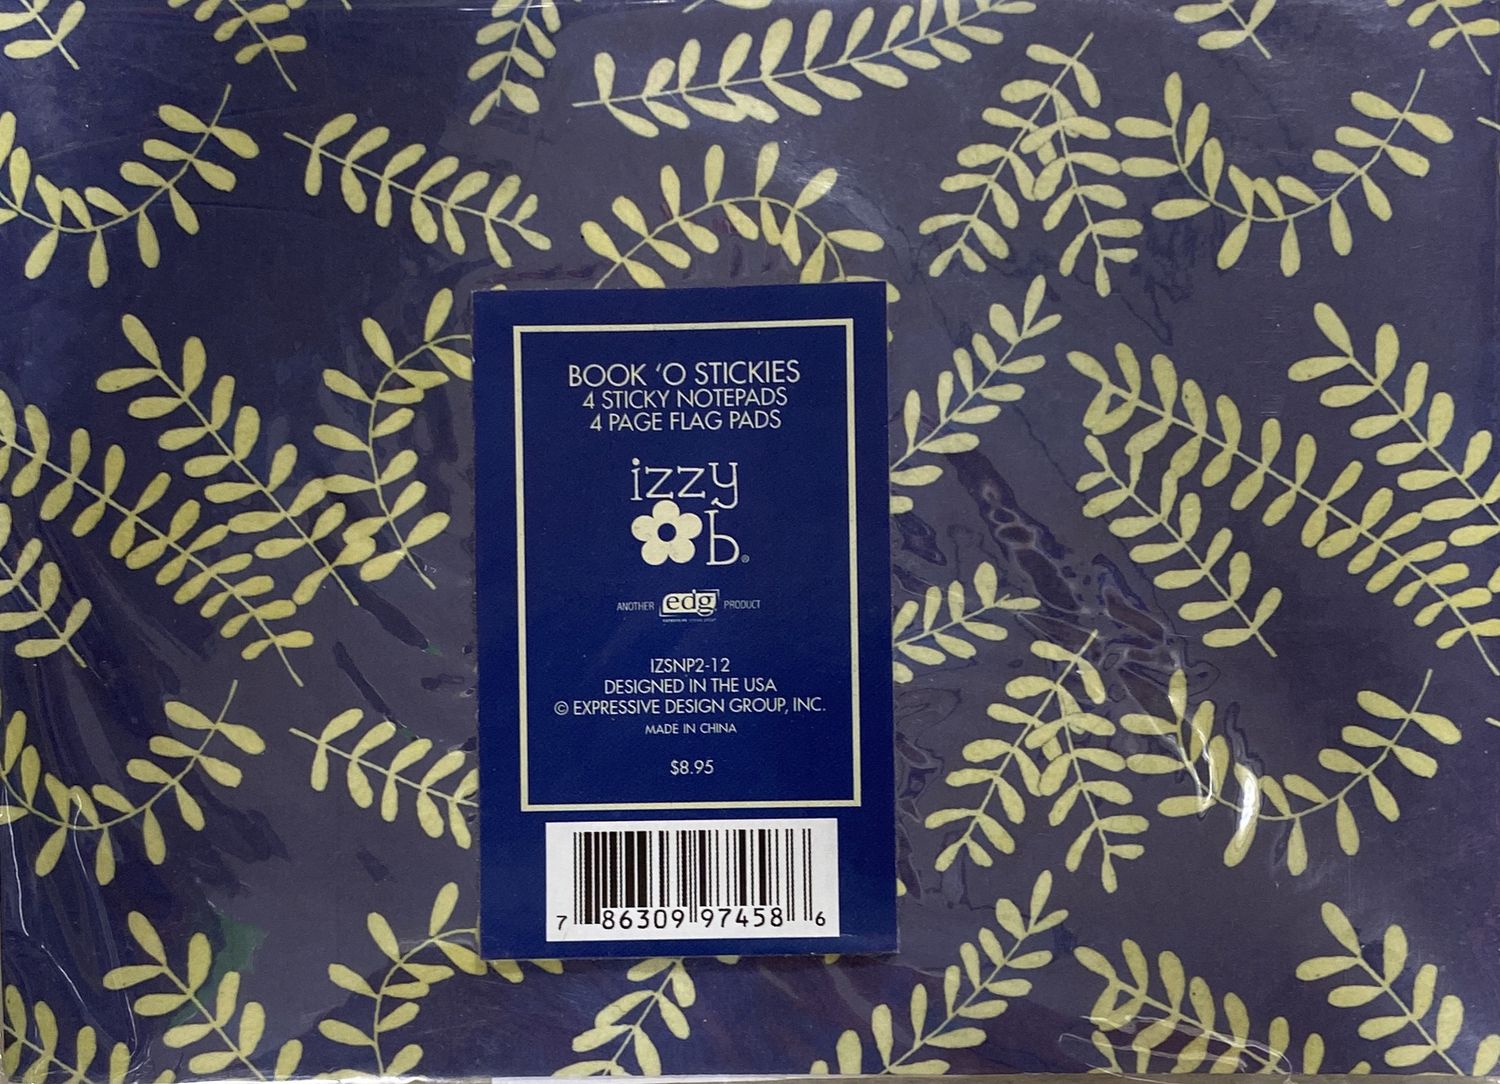 BOOK ‘O STICKIES
4 STICKY NOTEPADS
4 PAGE FLAG PADS
izzy
b®
ANOTHER edg PRODUCT
IZSNP2-12
DESIGNED IN THE USA
© EXPRESSIVE DESIGN GROUP, INC.
MADE IN CHINA
$8.95
7 86309 97458 6